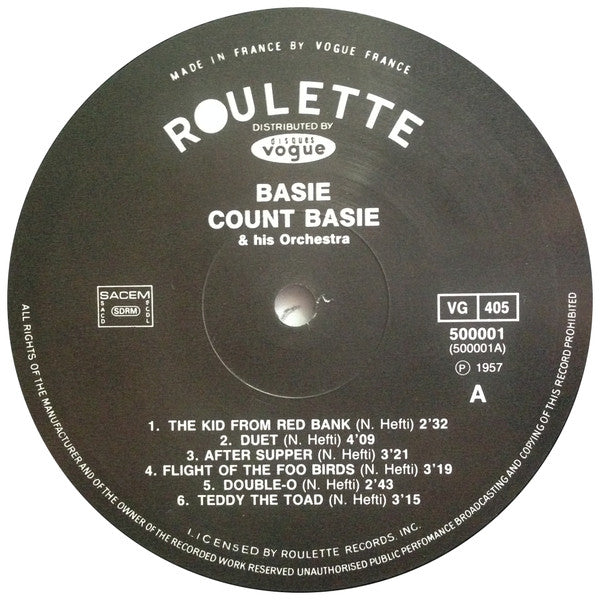 MADE IN FRANCE BY VOGUE FRANCE
ROULETTE
DISTRIBUTED BY
disques
vogue
BASIE
COUNT BASIE
& his Orchestra
SACEM
SACD
SDRM
SCDL
VG 405
500001
(500001A)
Ⓟ 1957
A
1. THE KID FROM RED BANK (N. Hefti) 2'32
2. DUET (N. Hefti) 4'09
3. AFTER SUPPER (N. Hefti) 3'21
4. FLIGHT OF THE FOO BIRDS (N. Hefti) 3'19
5. DOUBLE-O (N. Hefti) 2'43
6. TEDDY THE TOAD (N. Hefti) 3'15
LICENSED BY ROULETTE RECORDS, INC.
ALL RIGHTS OF THE MANUFACTURER AND OF THE OWNER OF THE RECORDED WORK RESERVED UNAUTHORISED PUBLIC PERFOMANCE BROADCASTING AND COPYING OF THIS RECORD PROHIBITED